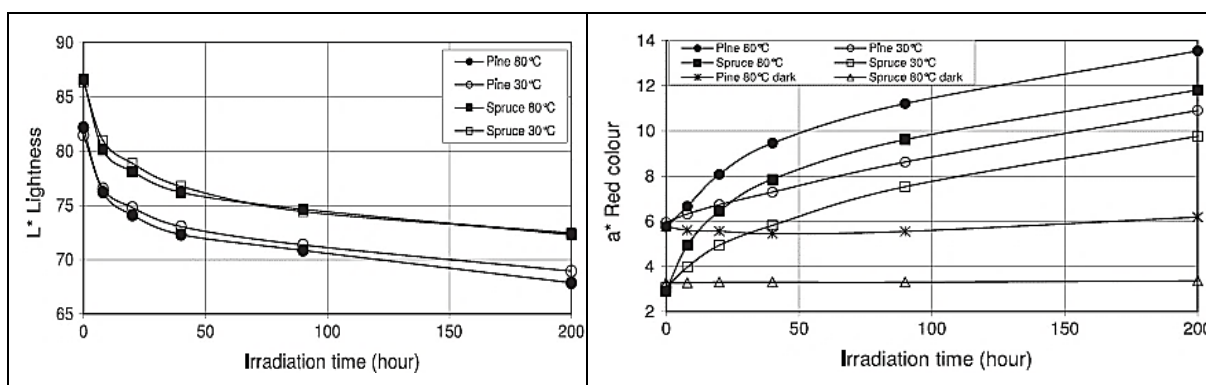 90
85
80
75
70
65
L* Lightness
Pine 80°C
Pine 30°C
Spruce 80°C
Spruce 30°C
0
50
100
150
200
Irradiation time (hour)
14
12
10
8
6
4
2
a* Red colour
Pine 80°C
Pine 30°C
Spruce 80°C
Spruce 30°C
Pine 80°C dark
Spruce 80°C dark
0
50
100
150
200
Irradiation time (hour)